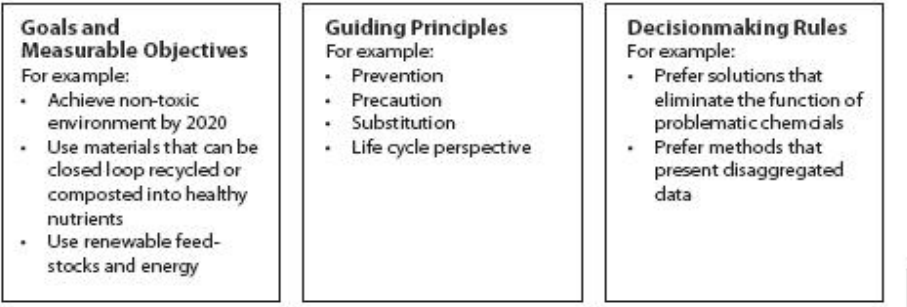 Goals and
Measurable Objectives
For example:
• Achieve non-toxic
environment by 2020
• Use materials that can be
closed loop recycled or
composted into healthy
nutrients
• Use renewable feed-
stocks and energy
Guiding Principles
For example:
• Prevention
• Precaution
• Substitution
• Life cycle perspective
Decisionmaking Rules
For example:
• Prefer solutions that
eliminate the function of
problematic chemcials
• Prefer methods that
present disaggregated
data